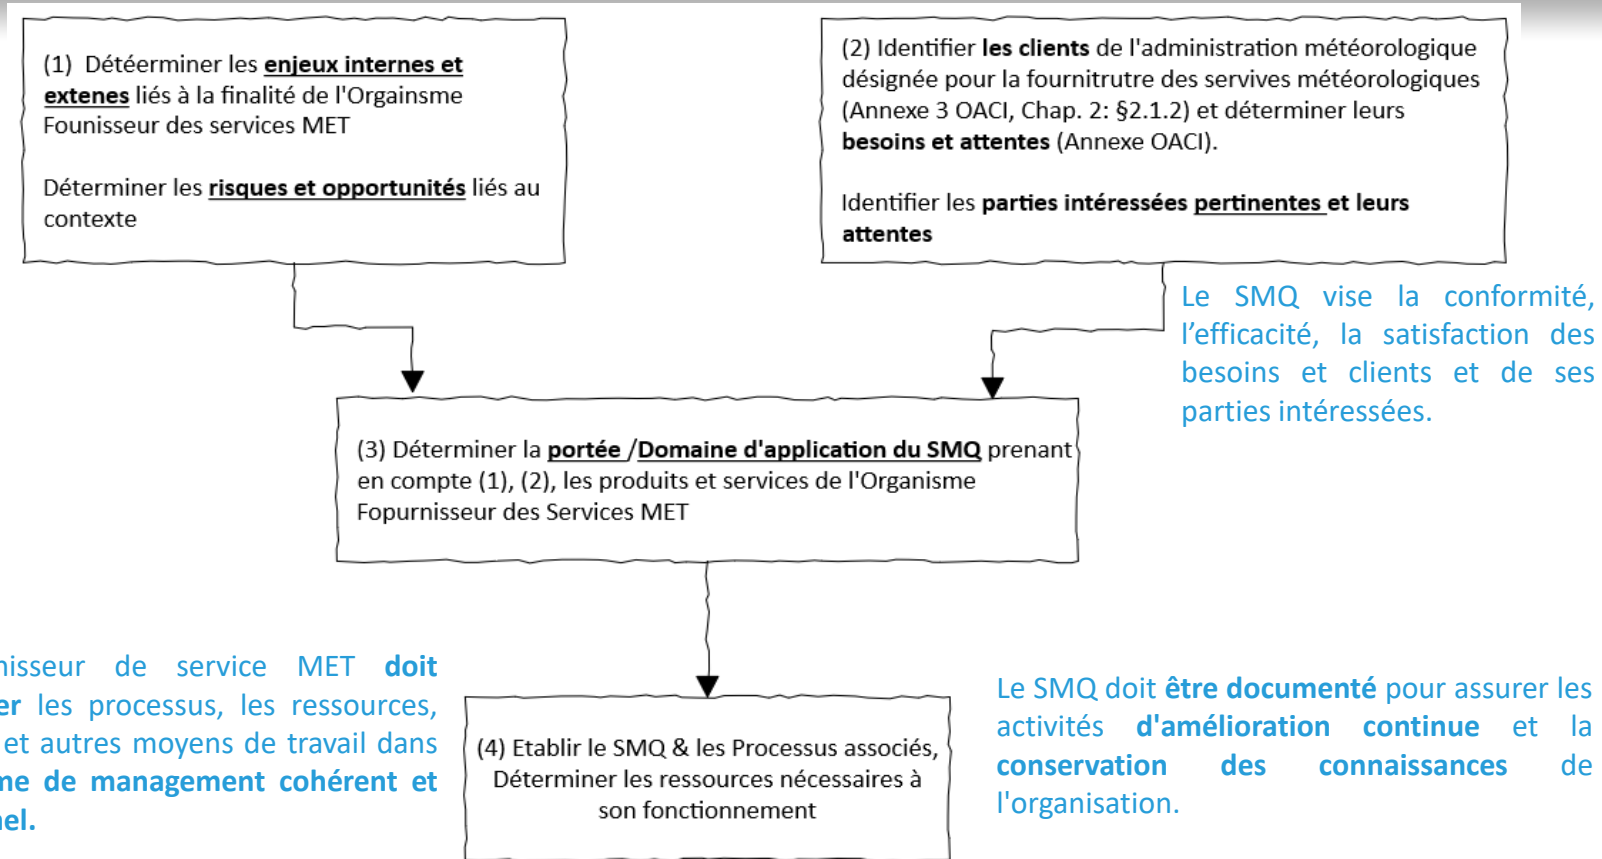 (1) Détéerminer les enjeux internes et
extenes liés à la finalité de l'Orgainsme
Founisseur des services MET
Déterminer les risques et opportunités liés au
contexte
(2) Identifier les clients de l'administration météorologique
désignée pour la fournitrutre des servives météorologiques
(Annexe 3 OACI, Chap. 2: §2.1.2) et déterminer leurs
besoins et attentes (Annexe OACI).
Identifier les parties intéressées pertinentes et leurs
attentes
Le SMQ vise la conformité,
l’efficacité, la satisfaction des
besoins et clients et de ses
parties intéressées.
(3) Déterminer la portée /Domaine d'application du SMQ prenant
en compte (1), (2), les produits et services de l'Organisme
Fopurnisseur des Services MET
nisseur de service MET doit
er les processus, les ressources,
et autres moyens de travail dans
me de management cohérent et
nel.
(4) Etablir le SMQ & les Processus associés,
Déterminer les ressources nécessaires à
son fonctionnement
Le SMQ doit être documenté pour assurer les
activités d'amélioration continue et la
conservation des connaissances de
l'organisation.